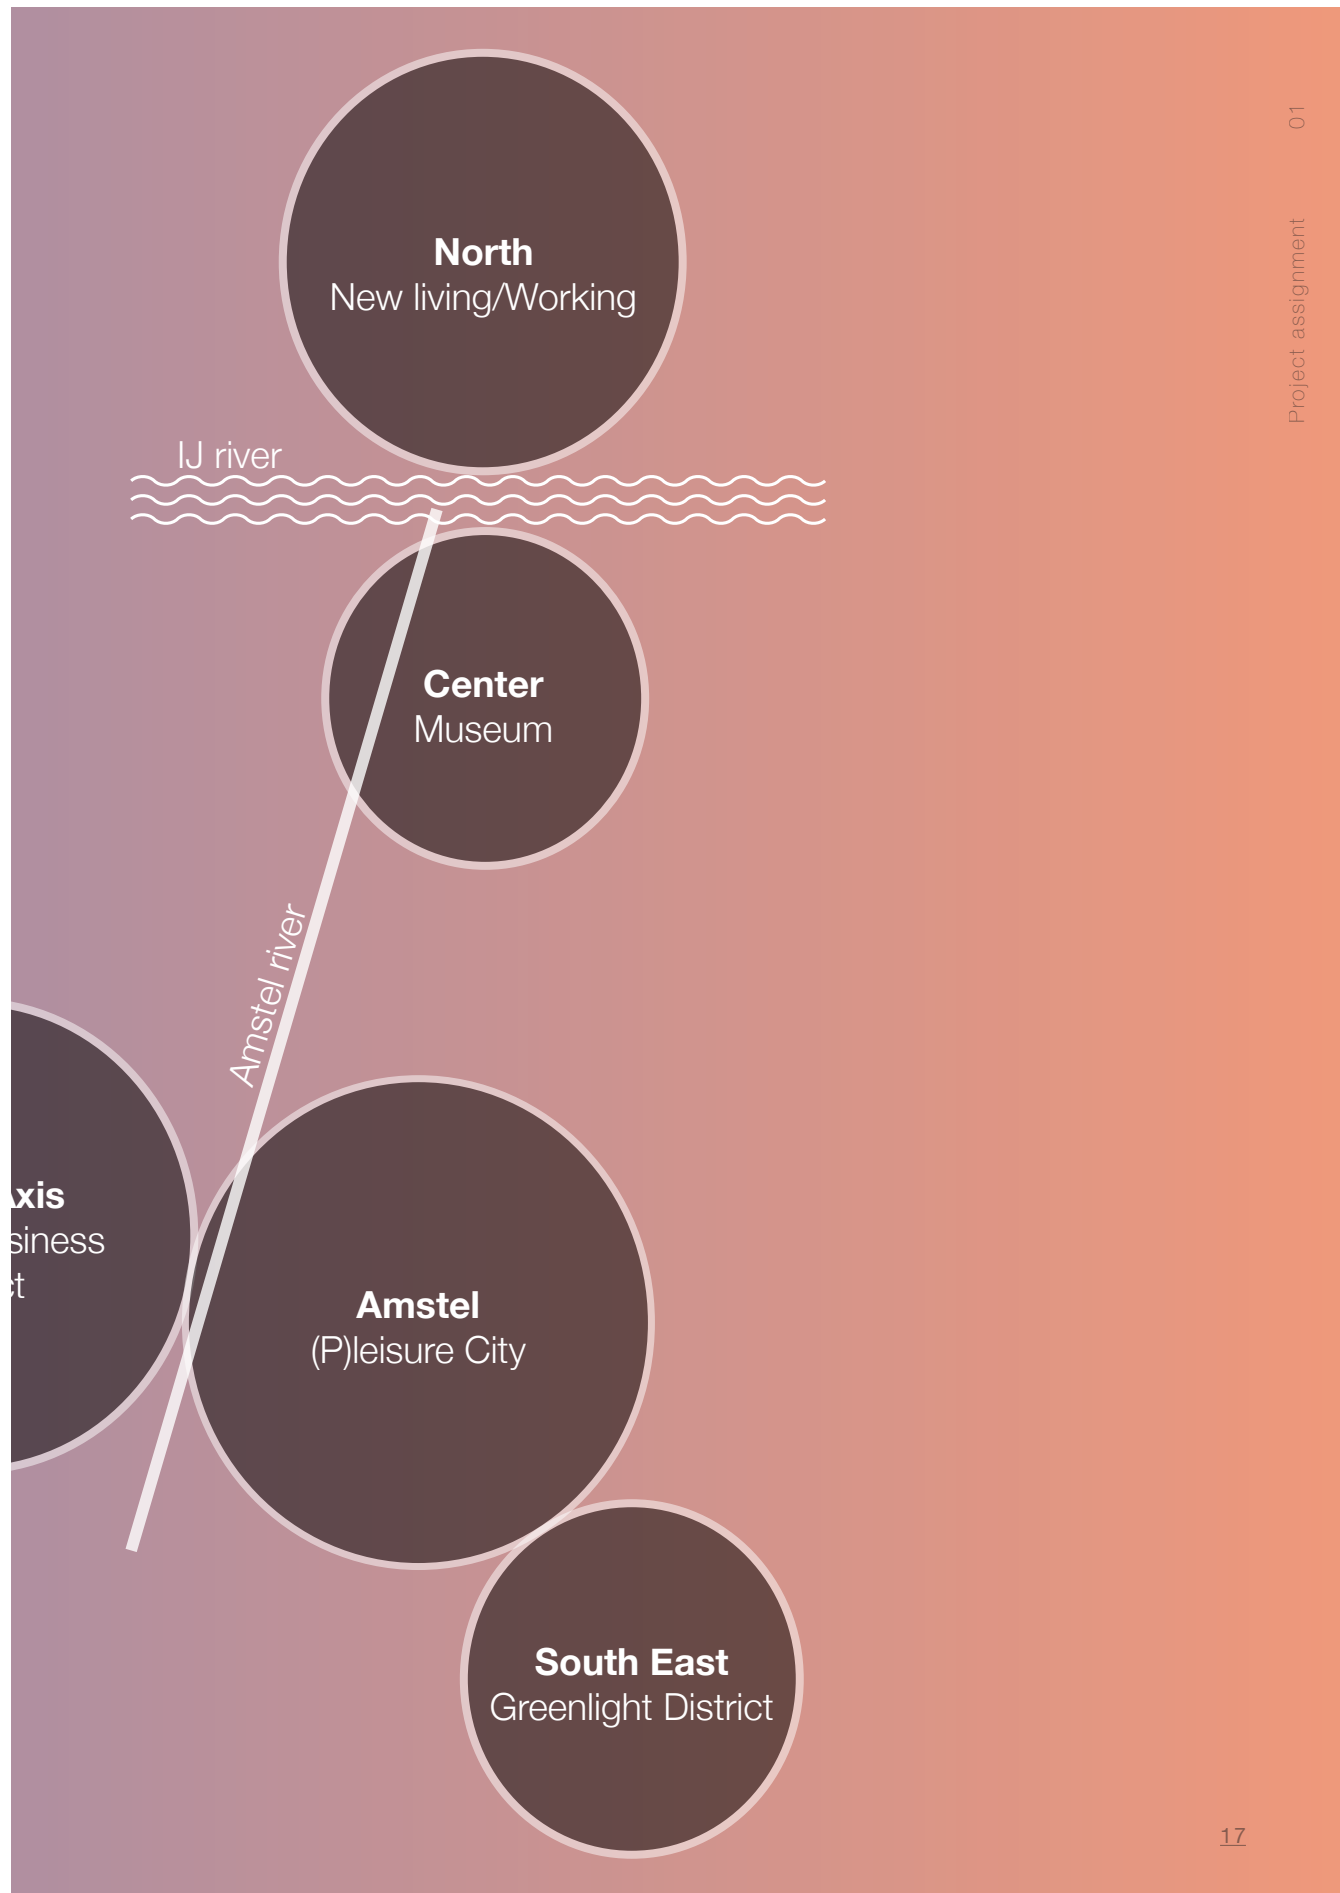 01
Project assignment
North
New living/Working
IJ river
Center
Museum
Amstel river
xis
siness
Amstel
(P)leisure City
South East
Greenlight District
17